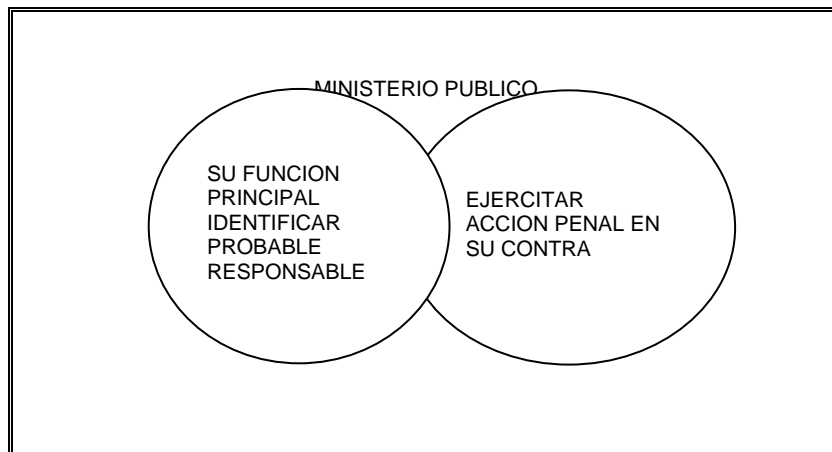 MINISTERIO PUBLICO
SU FUNCION
PRINCIPAL
IDENTIFICAR
PROBABLE
RESPONSABLE
EJERCITAR
ACCION PENAL EN
SU CONTRA